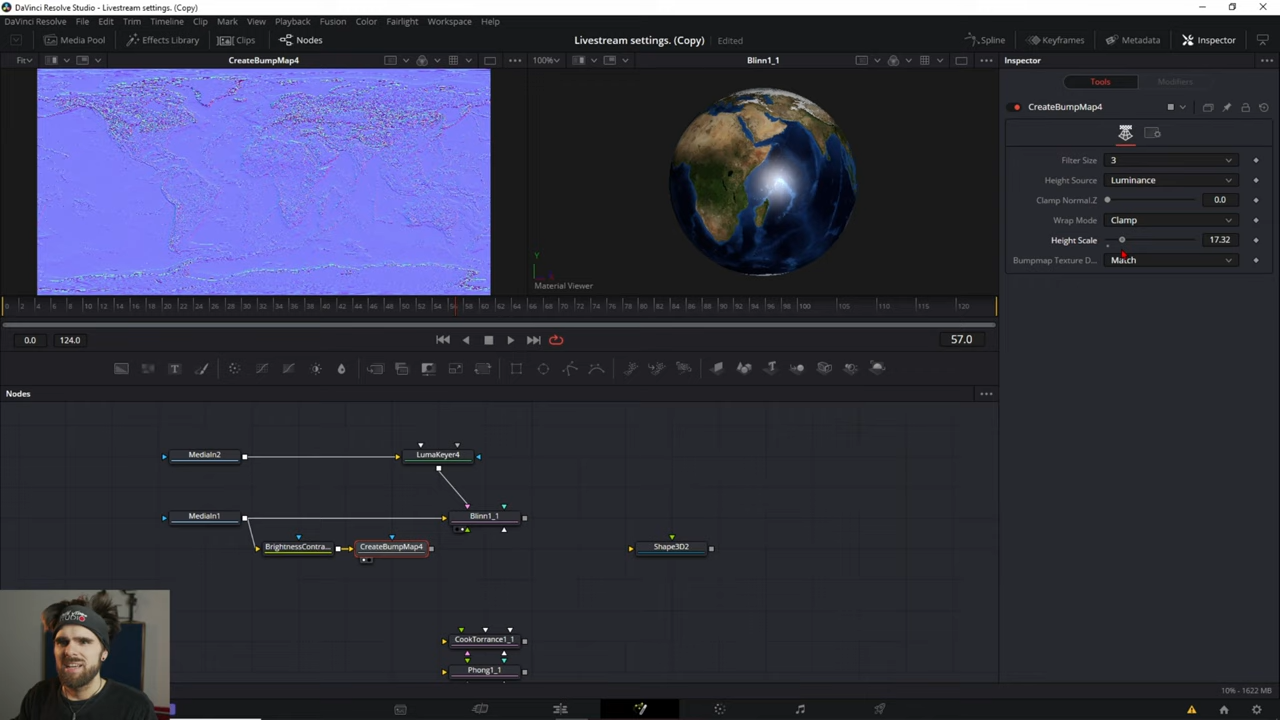 DaVinci Resolve Studio - Livestream settings. (Copy)
DaVinci Resolve File Edit Trim Timeline Clip Mark View Playback Fusion Color Fairlight Workspace Help
Media Pool Effects Library Clips Nodes Livestream settings. (Copy) Edited Spline Keyframes Metadata Inspector
Fit CreateBumpMap4 100% Blinn1_1 Inspector
Tools Modifiers
CreateBumpMap4
Filter Size 3
Height Source Luminance
Clamp Normal.Z 0.0
Wrap Mode Clamp
Height Scale 17.32
Bumpmap Texture D... Match
Y
Material Viewer
0.0 124.0 57.0
Nodes
MediaIn2 LumaKeyer4
MediaIn1 Blinn1_1
BrightnessContra... CreateBumpMap4 Shape3D2
CookTorrance1_1
Phong1_1
10% - 1622 MB